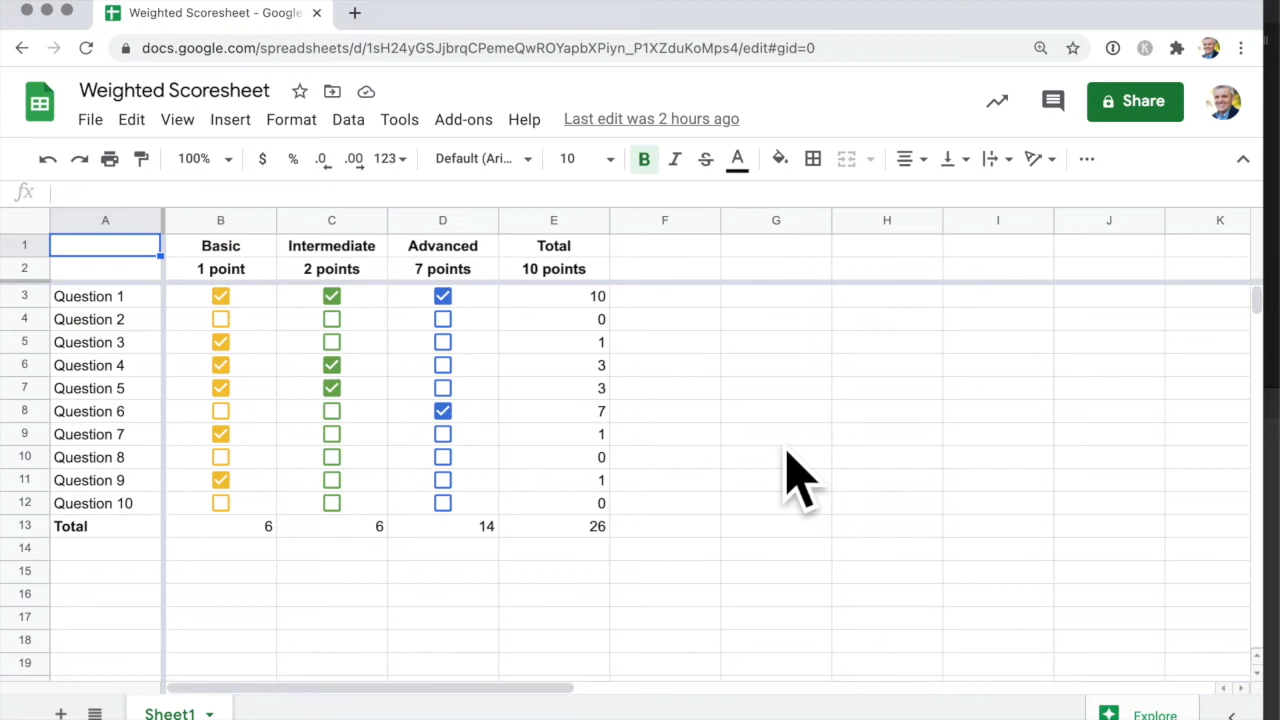 Weighted Scoresheet - Google
docs.google.com/spreadsheets/d/1sH24yGSJjbrqCPemeQwROYapbXPiyn_P1XZduKoMps4/edit#gid=0
Weighted Scoresheet
File Edit View Insert Format Data Tools Add-ons Help Last edit was 2 hours ago
Share
100% $ % .0 .00 123 Default (Ari... 10 B I S A
fx
A B C D E F G H I J K
1 Basic Intermediate Advanced Total
2 1 point 2 points 7 points 10 points
3 Question 1 10
4 Question 2 0
5 Question 3 1
6 Question 4 3
7 Question 5 3
8 Question 6 7
9 Question 7 1
10 Question 8 0
11 Question 9 1
12 Question 10 0
13 Total 6 6 14 26
14
15
16
17
18
19
Sheet1
Explore